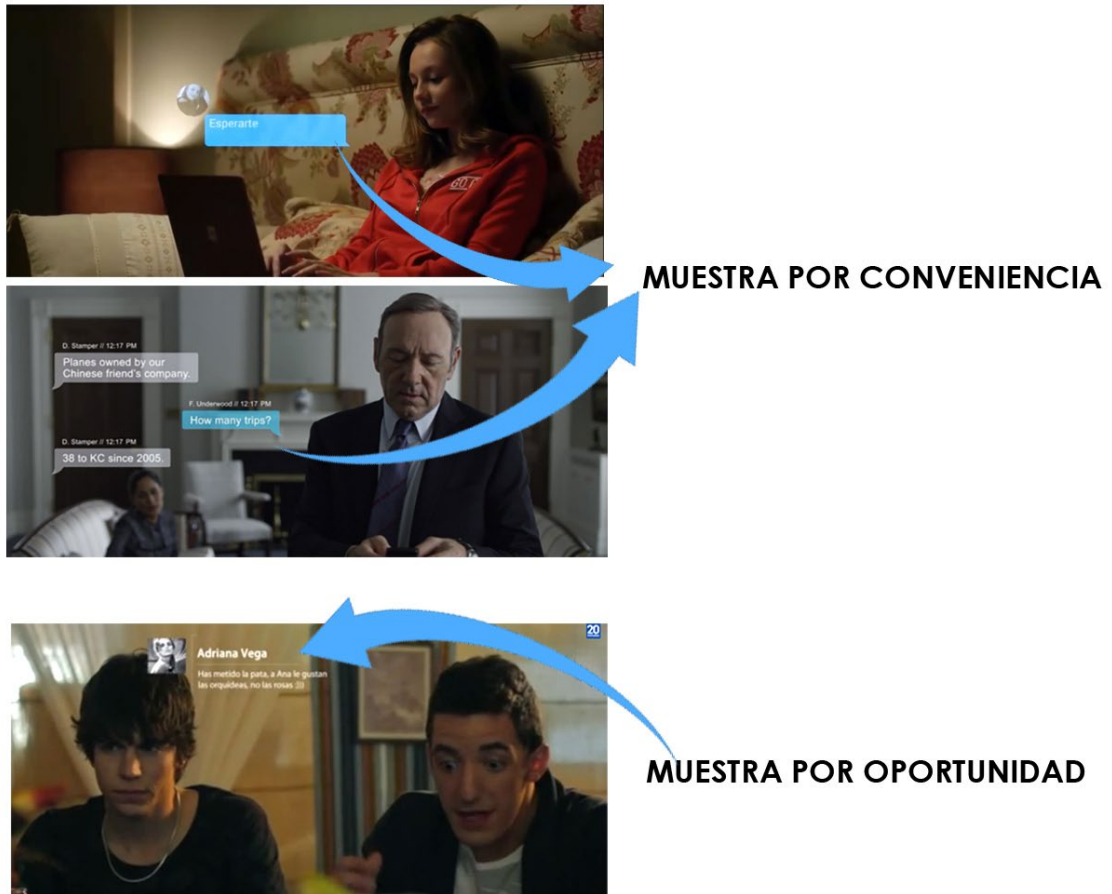 Esperarte
GO IT
MUESTRA POR CONVENIENCIA
D. Stamper // 12:17 PM
Planes owned by our
Chinese friend's company.
F. Underwood // 12:17 PM
How many trips?
D. Stamper // 12:17 PM
38 to KC since 2005.
20
Adriana Vega
Has metido la pata, a Ana le gustan
las orquídeas, no las rosas :)))
MUESTRA POR OPORTUNIDAD